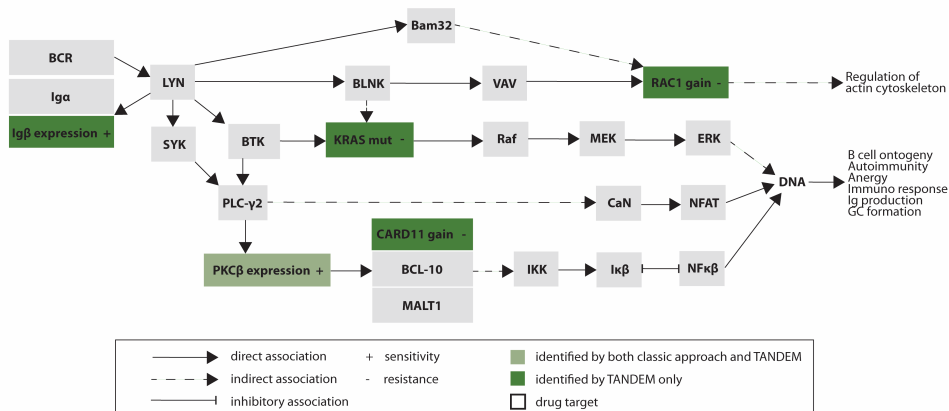 Bam32
BCR
LYN
BLNK
VAV
RAC1 gain -
Regulation of
actin cytoskeleton
Igα
Igβ expression +
SYK
BTK
KRAS mut -
Raf
MEK
ERK
PLC-γ2
CaN
NFAT
DNA
B cell ontogeny
Autoimmunity
Anergy
Immuno response
Ig production
GC formation
CARD11 gain -
PKCβ expression +
BCL-10
IKK
Iκβ
NFκβ
MALT1
direct association
+ sensitivity
identified by both classic approach and TANDEM
indirect association
- resistance
identified by TANDEM only
inhibitory association
drug target